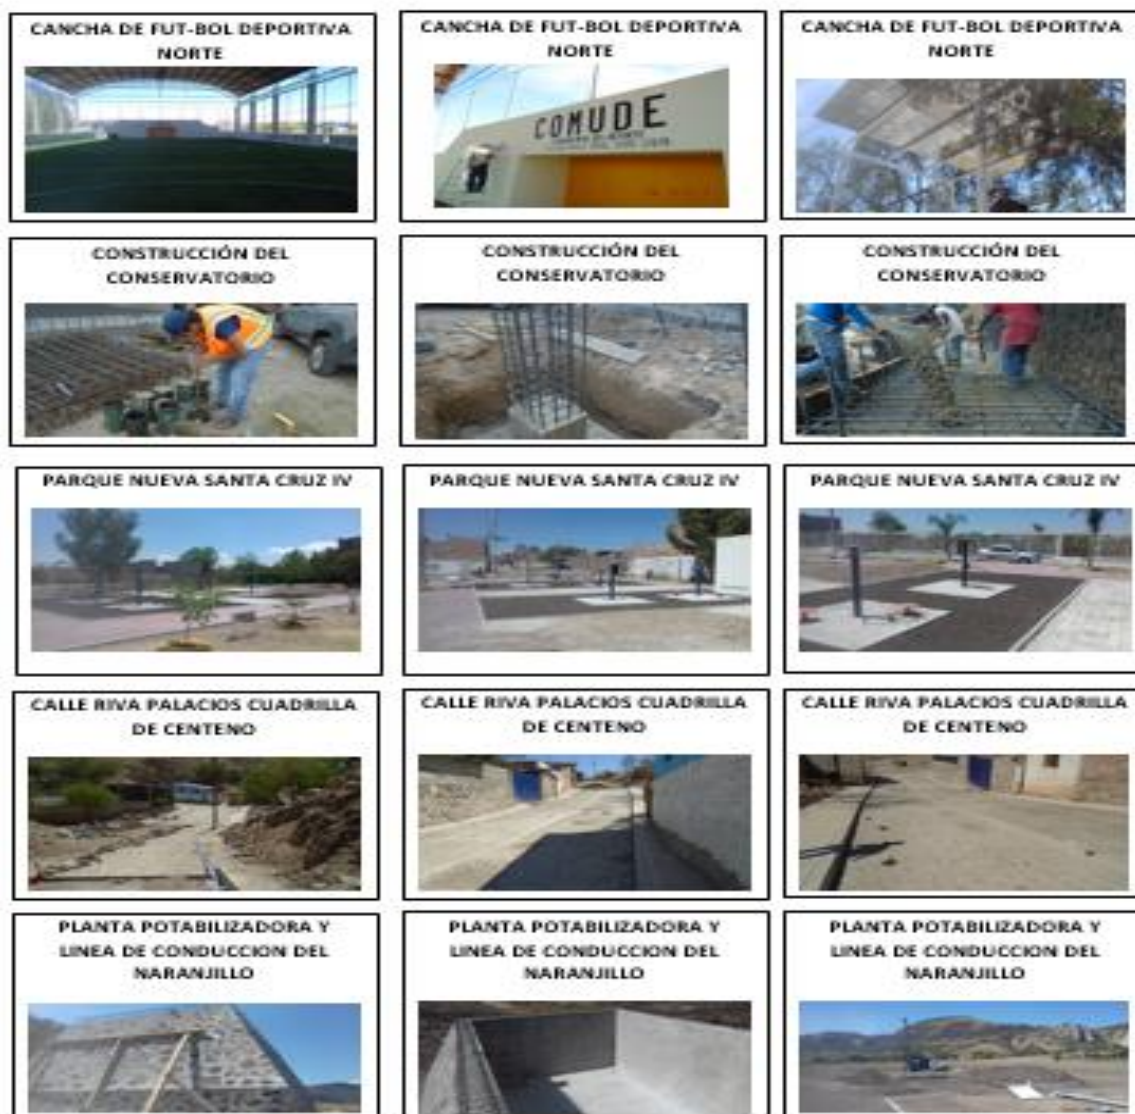 CANCHA DE FUT-BOL DEPORTIVA
NORTE
CANCHA DE FUT-BOL DEPORTIVA
NORTE
COMUDE
CANCHA DE FUT-BOL DEPORTIVA
NORTE
CONSTRUCCIÓN DEL
CONSERVATORIO
CONSTRUCCIÓN DEL
CONSERVATORIO
CONSTRUCCIÓN DEL
CONSERVATORIO
PARQUE NUEVA SANTA CRUZ IV
PARQUE NUEVA SANTA CRUZ IV
PARQUE NUEVA SANTA CRUZ IV
CALLE RIVA PALACIOS CUADRILLA
DE CENTENO
CALLE RIVA PALACIOS CUADRILLA
DE CENTENO
CALLE RIVA PALACIOS CUADRILLA
DE CENTENO
PLANTA POTABILIZADORA Y
LINEA DE CONDUCCION DEL
NARANJILLO
PLANTA POTABILIZADORA Y
LINEA DE CONDUCCION DEL
NARANJILLO
PLANTA POTABILIZADORA Y
LINEA DE CONDUCCION DEL
NARANJILLO